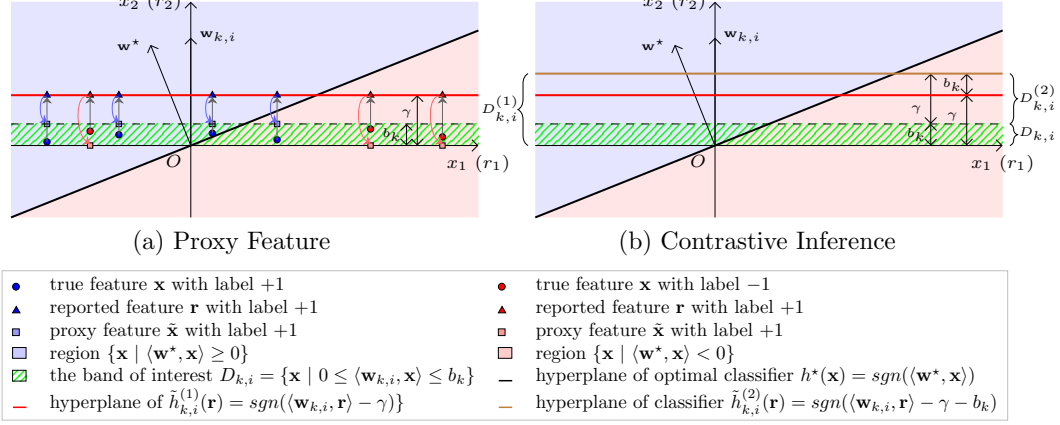 x₂ (r₂)
w_{k,i}
w⋆
γ
b_k
O
x₁ (r₁)
(a) Proxy Feature
x₂ (r₂)
w_{k,i}
w⋆
D_{k,i}^{(1)}
b_k
D_{k,i}^{(2)}
γ
γ
b_k
D_{k,i}
O
x₁ (r₁)
(b) Contrastive Inference
true feature x with label +1
reported feature r with label +1
proxy feature x̃ with label +1
region {x | ⟨w⋆, x⟩ ≥ 0}
the band of interest D_{k,i} = {x | 0 ≤ ⟨w_{k,i}, x⟩ ≤ b_k}
hyperplane of h̃_{k,i}^{(1)}(r) = sgn(⟨w_{k,i}, r⟩ − γ)}
true feature x with label −1
reported feature r with label +1
proxy feature x̃ with label +1
region {x | ⟨w⋆, x⟩ < 0}
hyperplane of optimal classifier h⋆(x) = sgn(⟨w⋆, x⟩)
hyperplane of classifier h̃_{k,i}^{(2)}(r) = sgn(⟨w_{k,i}, r⟩ − γ − b_k)